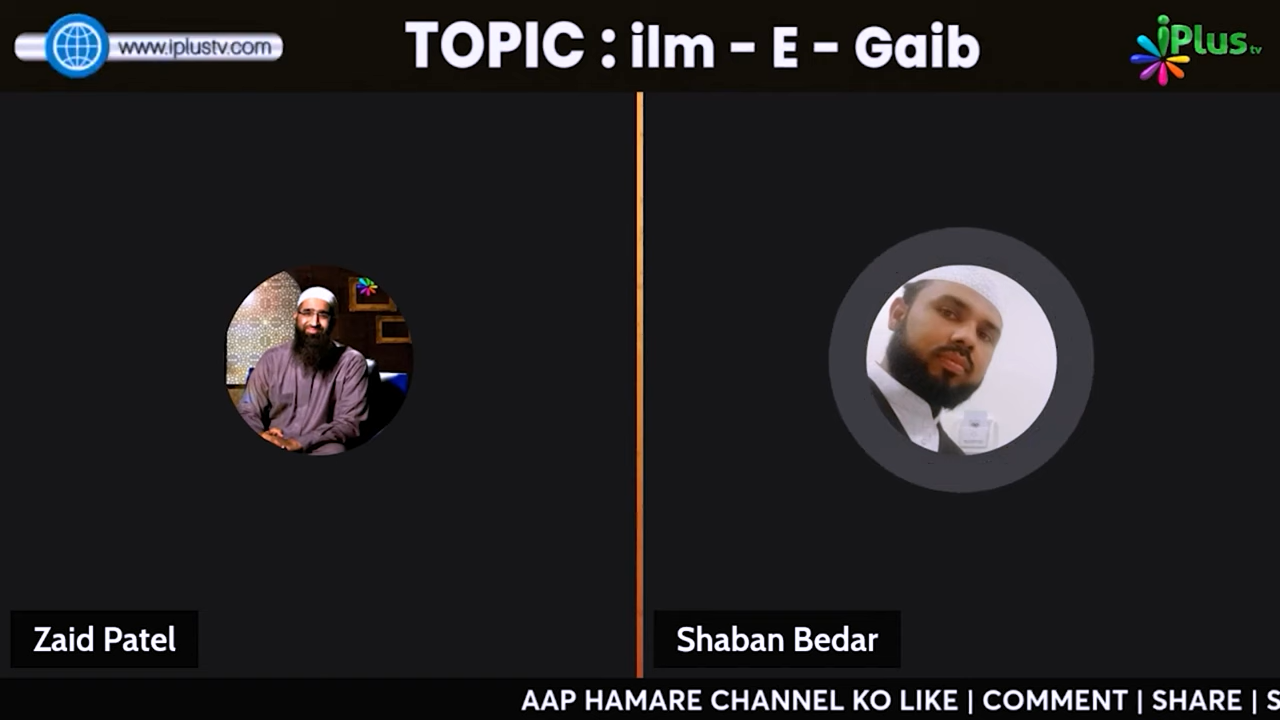 www.iplustv.com
TOPIC : ilm - E - Gaib
iPlus tv
Zaid Patel
Shaban Bedar
AAP HAMARE CHANNEL KO LIKE | COMMENT | SHARE | S